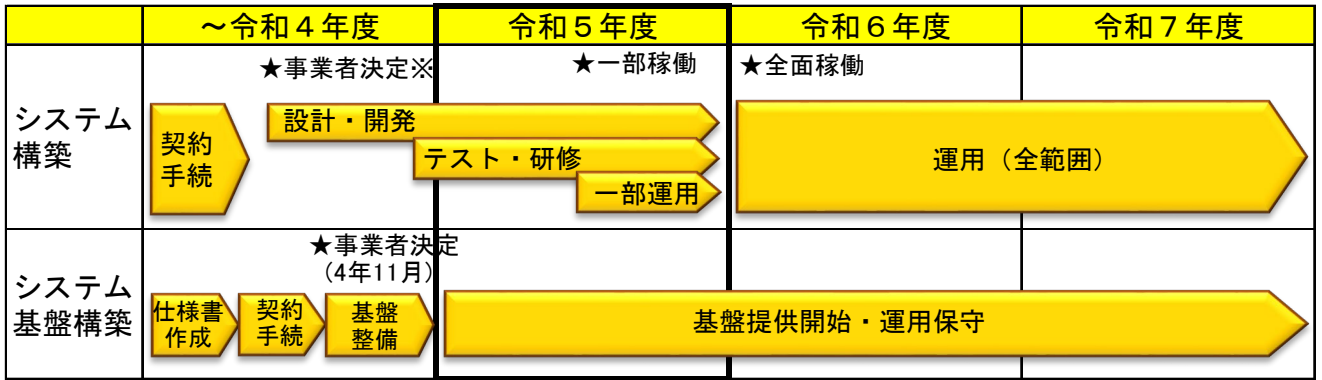 ～令和４年度
令和５年度
令和６年度
令和７年度
システム
構築
★事業者決定※
★一部稼働
★全面稼働
契約
手続
設計・開発
テスト・研修
一部運用
運用（全範囲）
システム
基盤構築
★事業者決定
（4年11月）
仕様書
作成
契約
手続
基盤
整備
基盤提供開始・運用保守